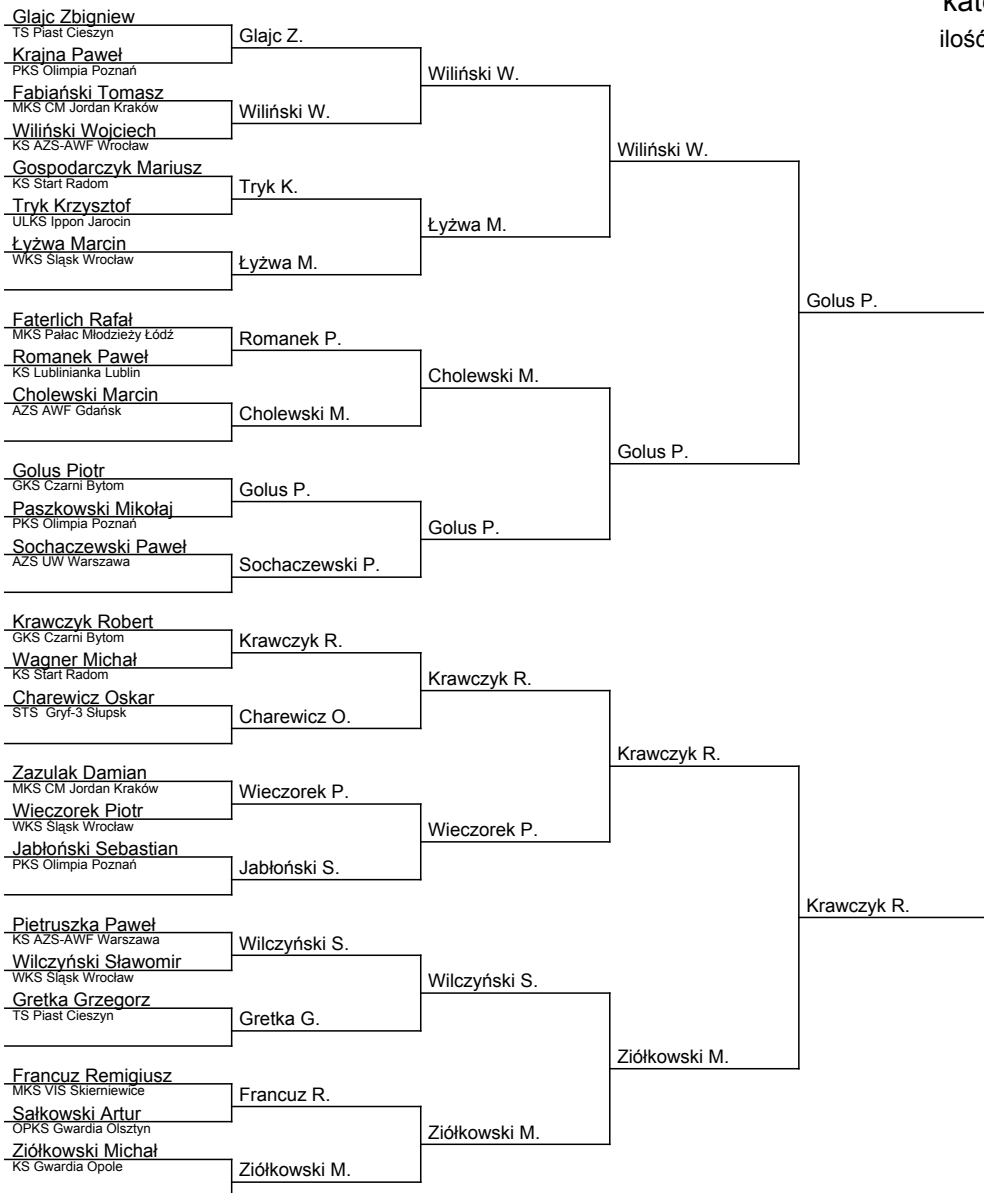 Glajc Zbigniew
TS Piast Cieszyn
Krajna Paweł
PKS Olimpia Poznań
Fabiański Tomasz
MKS CM Jordan Kraków
Wiliński Wojciech
KS AZS-AWF Wrocław
Gospodarczyk Mariusz
KS Start Radom
Tryk Krzysztof
ULKS Ippon Jarocin
Łyżwa Marcin
WKS Śląsk Wrocław
Faterlich Rafał
MKS Pałac Młodzieży Łódź
Romanek Paweł
KS Lublinianka Lublin
Cholewski Marcin
AZS AWF Gdańsk
Golus Piotr
GKS Czarni Bytom
Paszkowski Mikołaj
PKS Olimpia Poznań
Sochaczewski Paweł
AZS UW Warszawa
Krawczyk Robert
GKS Czarni Bytom
Wagner Michał
KS Start Radom
Charewicz Oskar
STS Gryf-3 Słupsk
Zazulak Damian
MKS CM Jordan Kraków
Wieczorek Piotr
WKS Śląsk Wrocław
Jabłoński Sebastian
PKS Olimpia Poznań
Pietruszka Paweł
KS AZS-AWF Warszawa
Wilczyński Sławomir
WKS Śląsk Wrocław
Gretka Grzegorz
TS Piast Cieszyn
Francuz Remigiusz
MKS VIS Skierniewice
Sałkowski Artur
OPKS Gwardia Olsztyn
Ziółkowski Michał
KS Gwardia Opole
Glajc Z.
Wiliński W.
Tryk K.
Łyżwa M.
Romanek P.
Cholewski M.
Golus P.
Sochaczewski P.
Krawczyk R.
Charewicz O.
Wieczorek P.
Jabłoński S.
Wilczyński S.
Gretka G.
Francuz R.
Ziółkowski M.
Wiliński W.
Łyżwa M.
Cholewski M.
Golus P.
Krawczyk R.
Wieczorek P.
Wilczyński S.
Ziółkowski M.
Wiliński W.
Golus P.
Krawczyk R.
Ziółkowski M.
Golus P.
Krawczyk R.
ilość